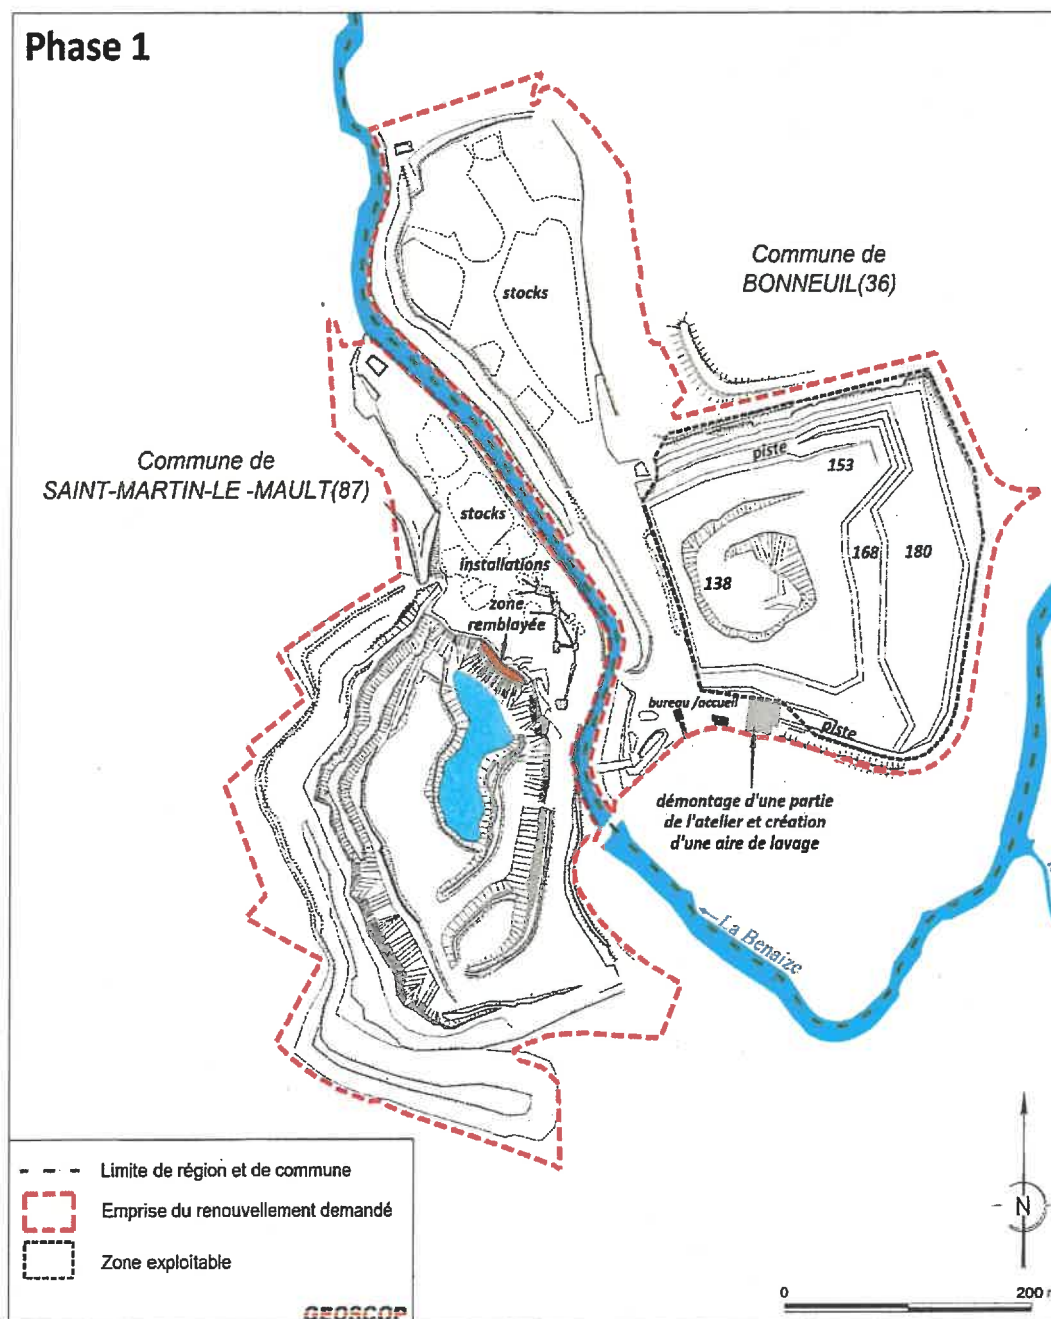 Phase 1
Commune de
BONNEUIL(36)
stocks
Commune de
SAINT-MARTIN-LE -MAULT(87)
piste
153
stocks
168
180
installations
138
zone
remblayée
bureau /accueil
piste
démontage d'une partie
de l'atelier et création
d'une aire de lavage
La Benaize
Limite de région et de commune
Emprise du renouvellement demandé
Zone exploitable
N
0
200 m
GEOSCOP